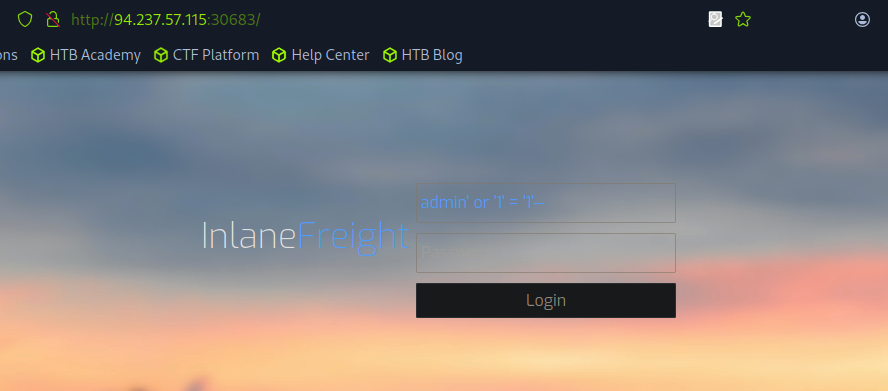 http://94.237.57.115:30683/
ons HTB Academy CTF Platform Help Center HTB Blog
admin' or '1' = '1'--
InlaneFreight
Login